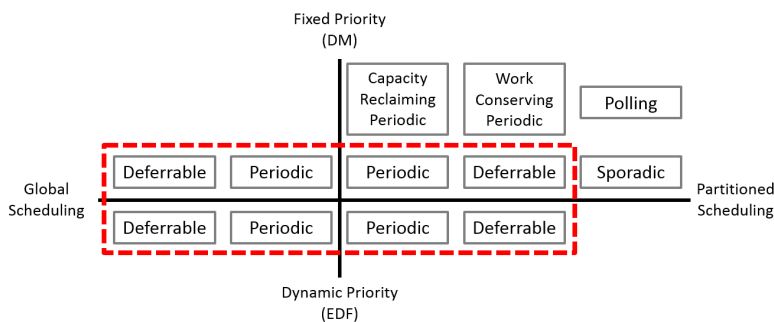 Fixed Priority
(DM)
Capacity
Reclaiming
Periodic
Work
Conserving
Periodic
Polling
Deferrable
Periodic
Periodic
Deferrable
Sporadic
Global
Scheduling
Partitioned
Scheduling
Deferrable
Periodic
Periodic
Deferrable
Dynamic Priority
(EDF)